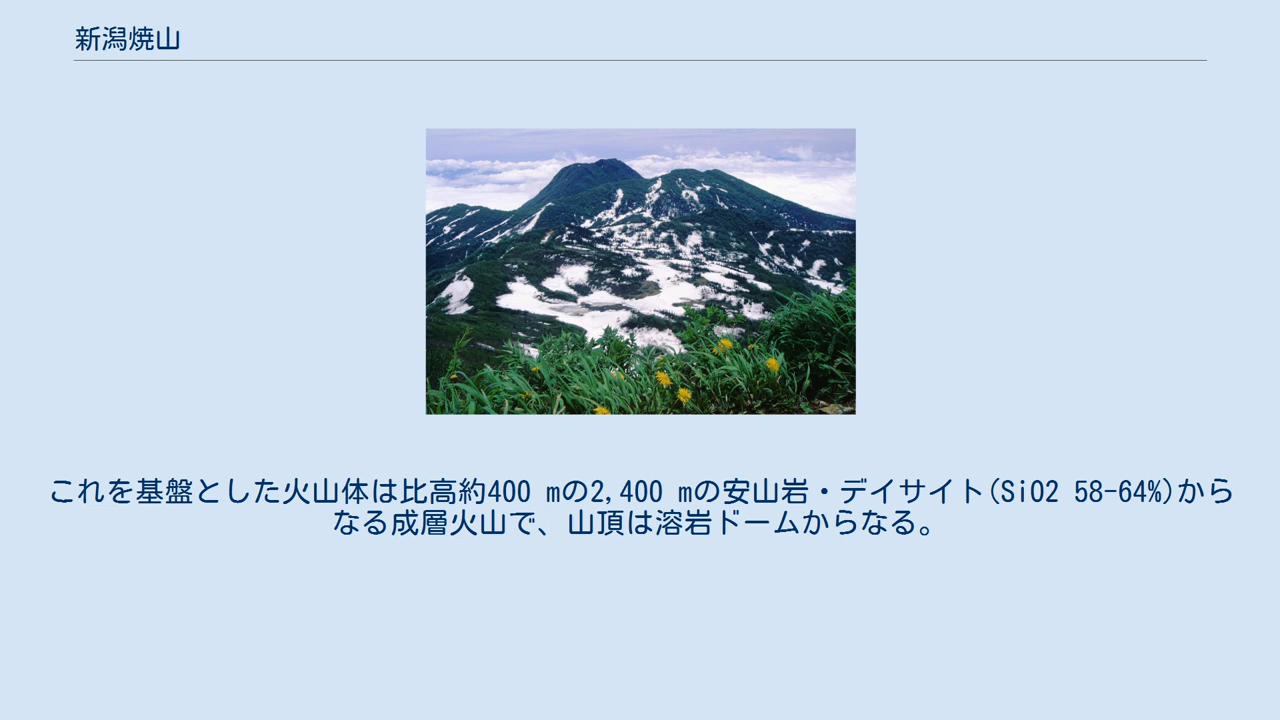 新潟焼山
これを基盤とした火山体は比高約400 mの2,400 mの安山岩・デイサイト(SiO2 58-64%)から
なる成層火山で、山頂は溶岩ドームからなる。